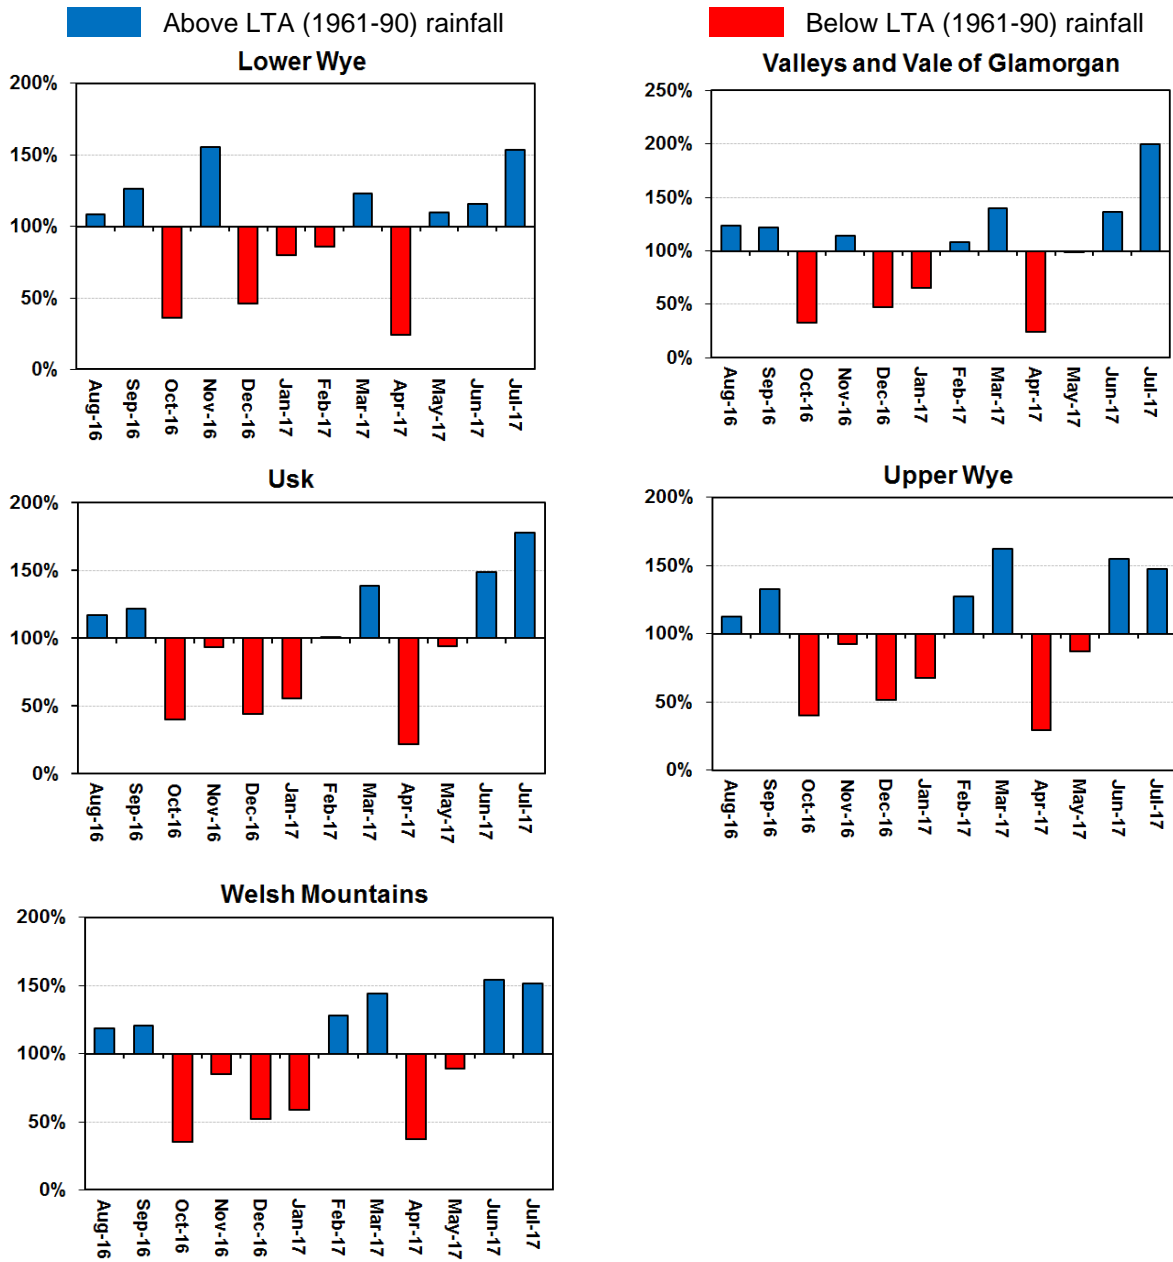 Above LTA (1961-90) rainfall
Below LTA (1961-90) rainfall
Lower Wye
200%
150%
100%
50%
0%
Aug-16
Sep-16
Oct-16
Nov-16
Dec-16
Jan-17
Feb-17
Mar-17
Apr-17
May-17
Jun-17
Jul-17
Valleys and Vale of Glamorgan
250%
200%
150%
100%
50%
0%
Aug-16
Sep-16
Oct-16
Nov-16
Dec-16
Jan-17
Feb-17
Mar-17
Apr-17
May-17
Jun-17
Jul-17
Usk
200%
150%
100%
50%
0%
Aug-16
Sep-16
Oct-16
Nov-16
Dec-16
Jan-17
Feb-17
Mar-17
Apr-17
May-17
Jun-17
Jul-17
Upper Wye
200%
150%
100%
50%
0%
Aug-16
Sep-16
Oct-16
Nov-16
Dec-16
Jan-17
Feb-17
Mar-17
Apr-17
May-17
Jun-17
Jul-17
Welsh Mountains
200%
150%
100%
50%
0%
Aug-16
Sep-16
Oct-16
Nov-16
Dec-16
Jan-17
Feb-17
Mar-17
Apr-17
May-17
Jun-17
Jul-17